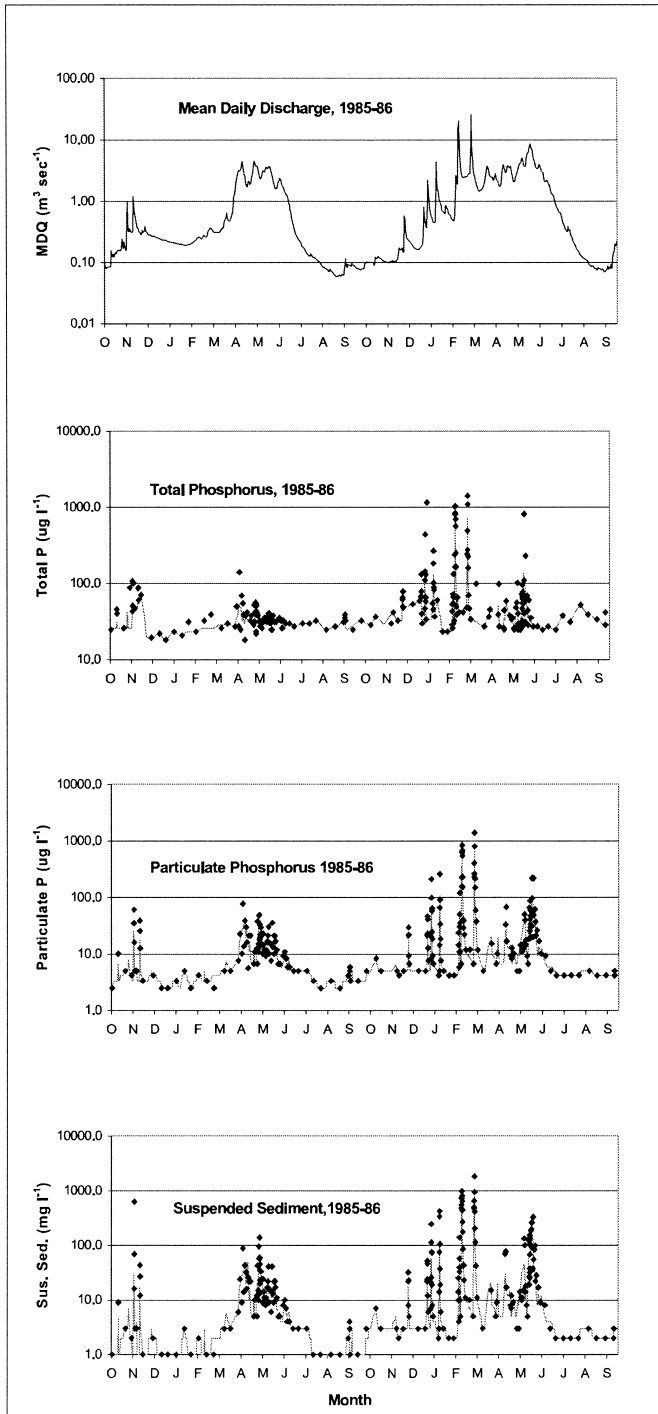 Mean Daily Discharge, 1985-86
MDQ (m³ sec⁻¹)
100.00
10.00
1.00
0.10
0,01
O N D J F M A M J J A S O N D J F M A M J J A S
Total Phosphorus, 1985-86
Total P (ug l⁻¹)
10000.0
1000.0
100.0
10.0
O N D J F M A M J J A S O N D J F M A M J J A S
Particulate Phosphorus 1985-86
Particulate P (ug l⁻¹)
10000.0
1000.0
100.0
10.0
1.0
O N D J F M A M J J A S O N D J F M A M J J A S
Suspended Sediment,1985-86
Sus. Sed. (mg l⁻¹)
10000.0
1000.0
100.0
10.0
1.0
O N D J F M A M J J A S O N D J F M A M J J A S
Month